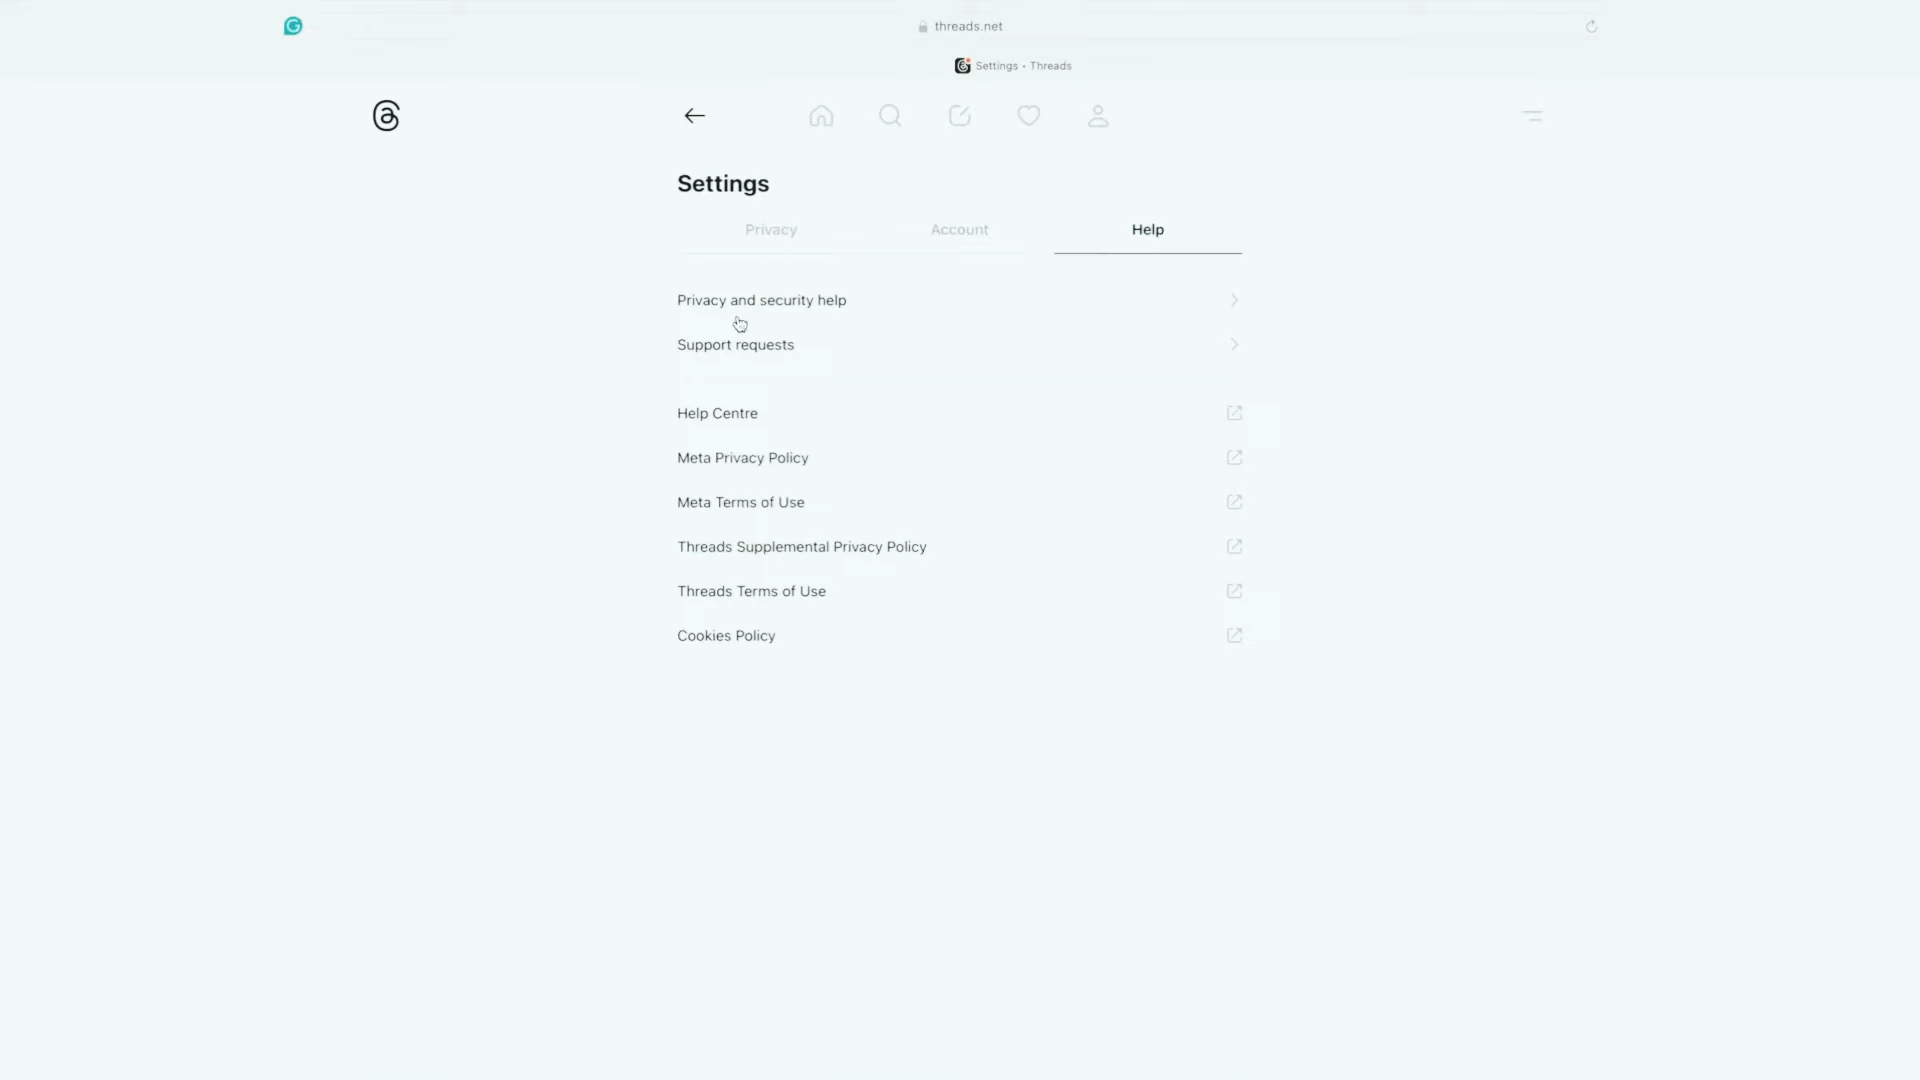 threads.net
Settings • Threads
Settings
Privacy Account Help
Privacy and security help
Support requests
Help Centre
Meta Privacy Policy
Meta Terms of Use
Threads Supplemental Privacy Policy
Threads Terms of Use
Cookies Policy